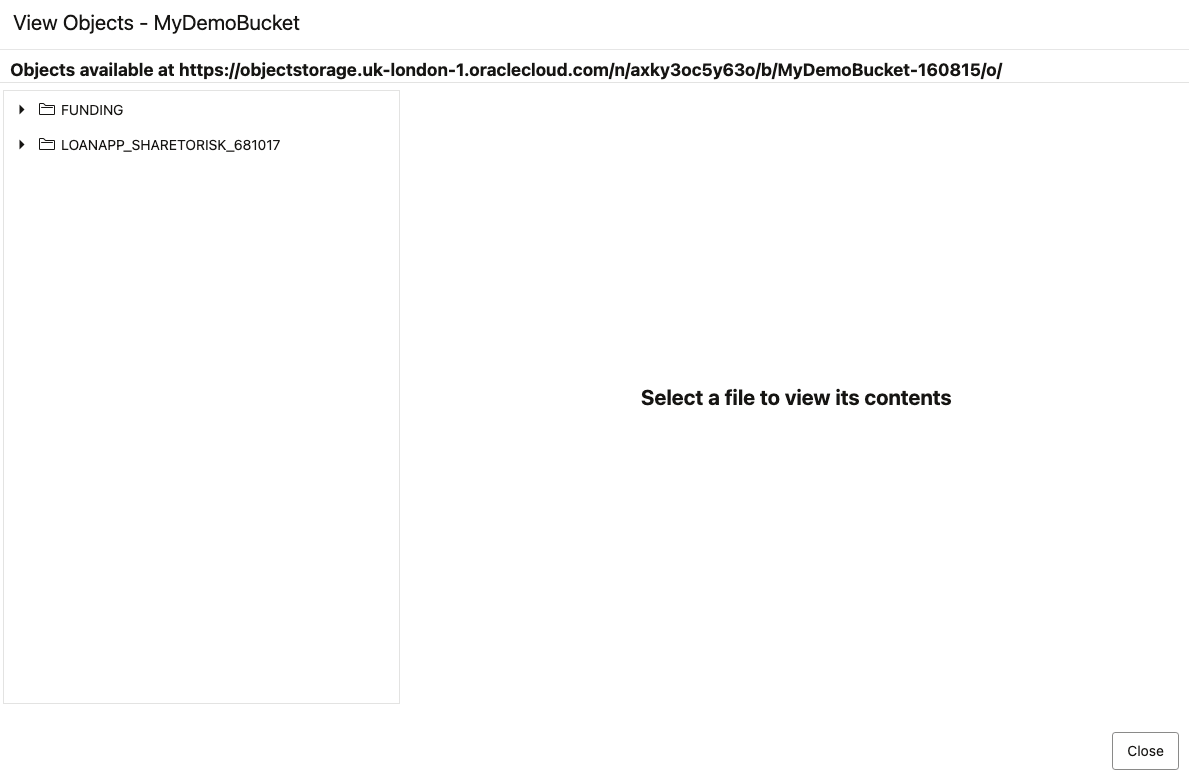 View Objects - MyDemoBucket
Objects available at https://objectstorage.uk-london-1.oraclecloud.com/n/axky3oc5y63o/b/MyDemoBucket-160815/o/
FUNDING
LOANAPP_SHARETORISK_681017
Select a file to view its contents
Close